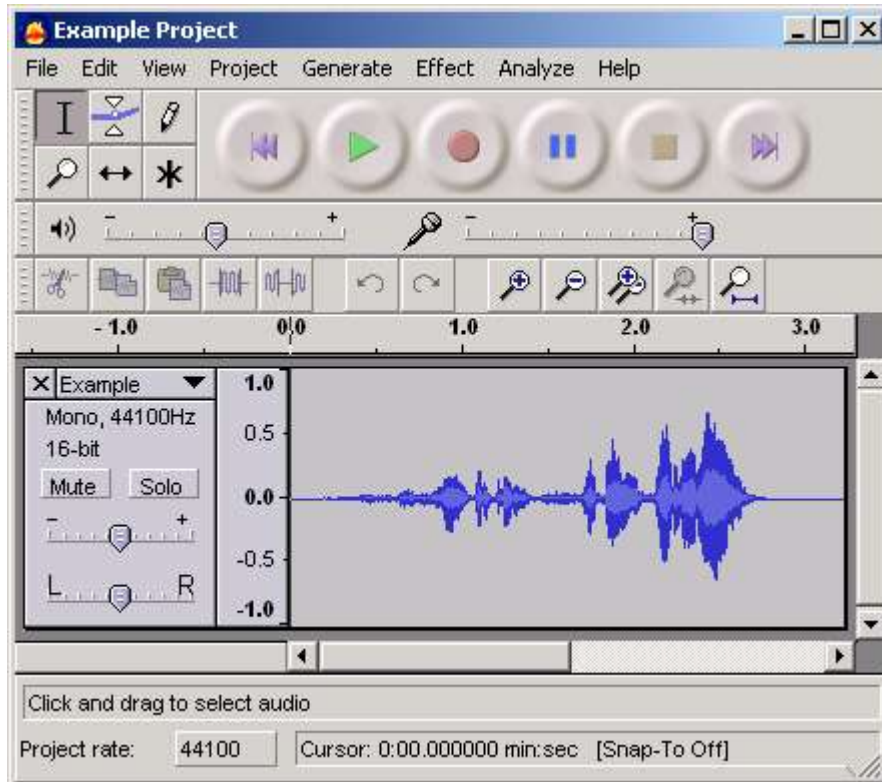 Example Project
File Edit View Project Generate Effect Analyze Help
- +
- +
- 1.0 0.0 1.0 2.0 3.0
Example
Mono, 44100Hz
16-bit
Mute Solo
- +
L R
1.0
0.5
0.0
-0.5
-1.0
Click and drag to select audio
Project rate: 44100 Cursor: 0:00.000000 min:sec [Snap-To Off]